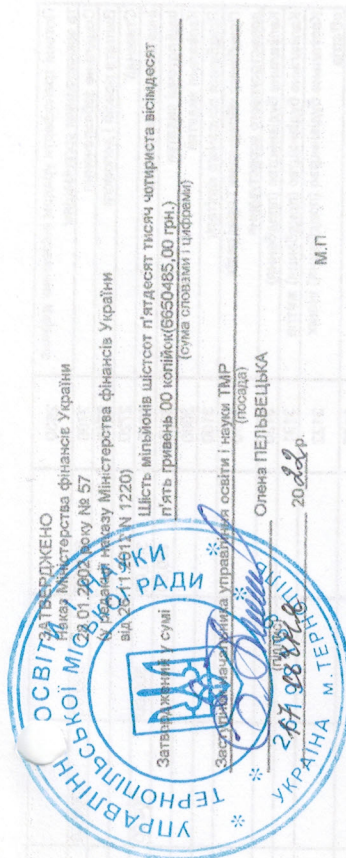 ЗАТВЕРДЖЕНО
Наказ Міністерства фінансів України
28.01.2002 року № 57
(у редакції наказу Міністерства фінансів України
від 26.11.2012 N 1220)
Шість мільйонів шістсот п'ятдесят тисяч чотириста вісімдесят
Затверджений у сумі п'ять гривень 00 копійок(6650485,00 грн.)
(сума словами і цифрами)
Заступник начальника управління освіти і науки ТМР
(посада)
Олена ПЕЛЬВЕЦЬКА
(підпис)
2022р.
М.П
УПРАВЛІННЯ ОСВІТИ І НАУКИ
ТЕРНОПІЛЬСЬКОЇ МІСЬКОЇ РАДИ
УКРАЇНА М. ТЕРНОПІЛЬ